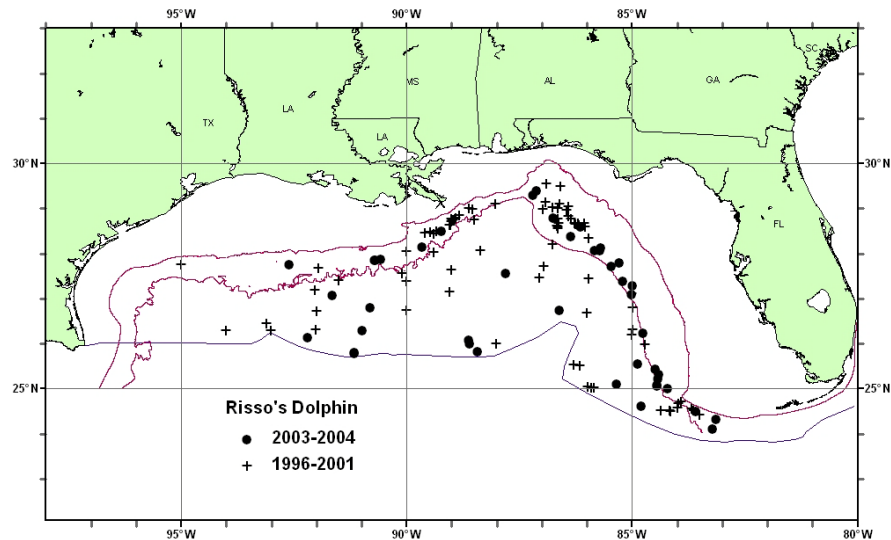 95°W 90°W 85°W 80°W
SC
MS AL GA
LA
TX
LA
30°N 30°N
FL
25°N 25°N
Risso's Dolphin
2003-2004
1996-2001
95°W 90°W 85°W 80°W